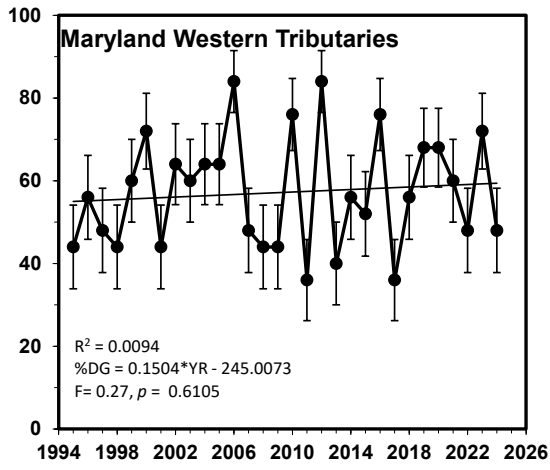 100
Maryland Western Tributaries
80
60
40
20
R² = 0.0094
%DG = 0.1504*YR - 245.0073
F= 0.27, p = 0.6105
0
1994 1998 2002 2006 2010 2014 2018 2022 2026